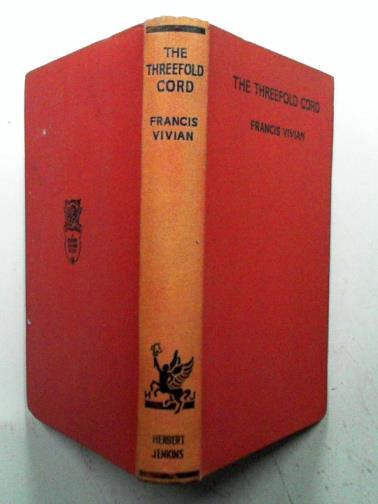 THE
THREEFOLD
CORD
FRANCIS
VIVIAN
H
J
HERBERT
JENKINS
THE THREEFOLD CORD
FRANCIS VIVIAN